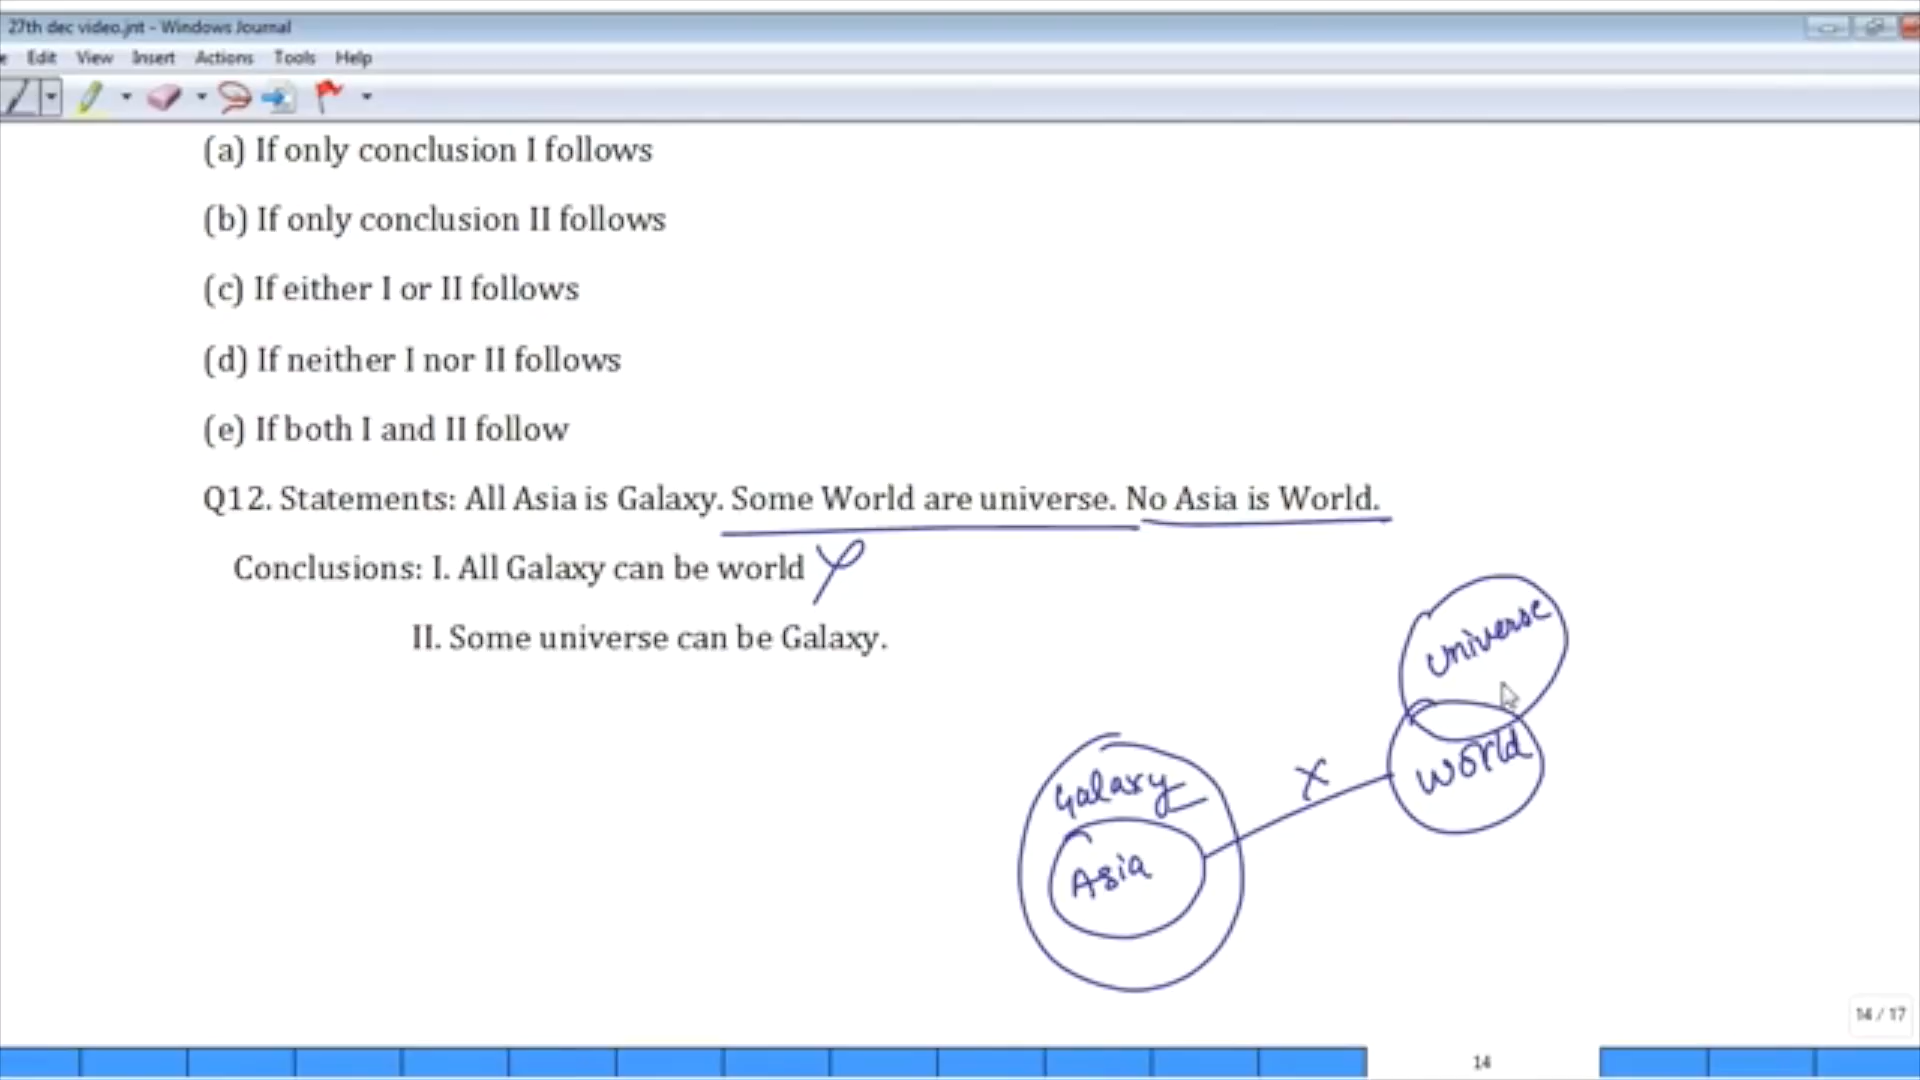 27th dec video.jnt - Windows Journal
e Edit View Insert Actions Tools Help
(a) If only conclusion I follows
(b) If only conclusion II follows
(c) If either I or II follows
(d) If neither I nor II follows
(e) If both I and II follow
Q12. Statements: All Asia is Galaxy. Some World are universe. No Asia is World.
Conclusions: I. All Galaxy can be world
II. Some universe can be Galaxy.
universe
world
X
Galaxy
Asia
14 / 17
14